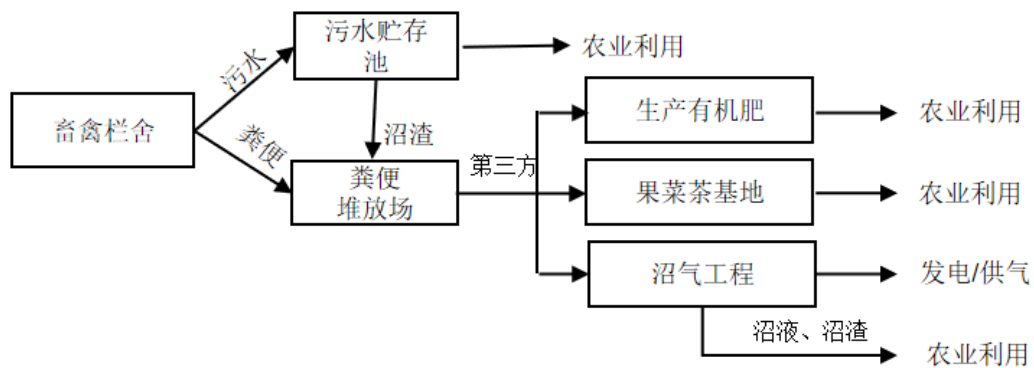 污水贮存
池
农业利用
污水
畜禽栏舍
粪便
沼渣
粪便
堆放场
第三方
生产有机肥
农业利用
果菜茶基地
农业利用
沼气工程
发电/供气
沼液、沼渣
农业利用